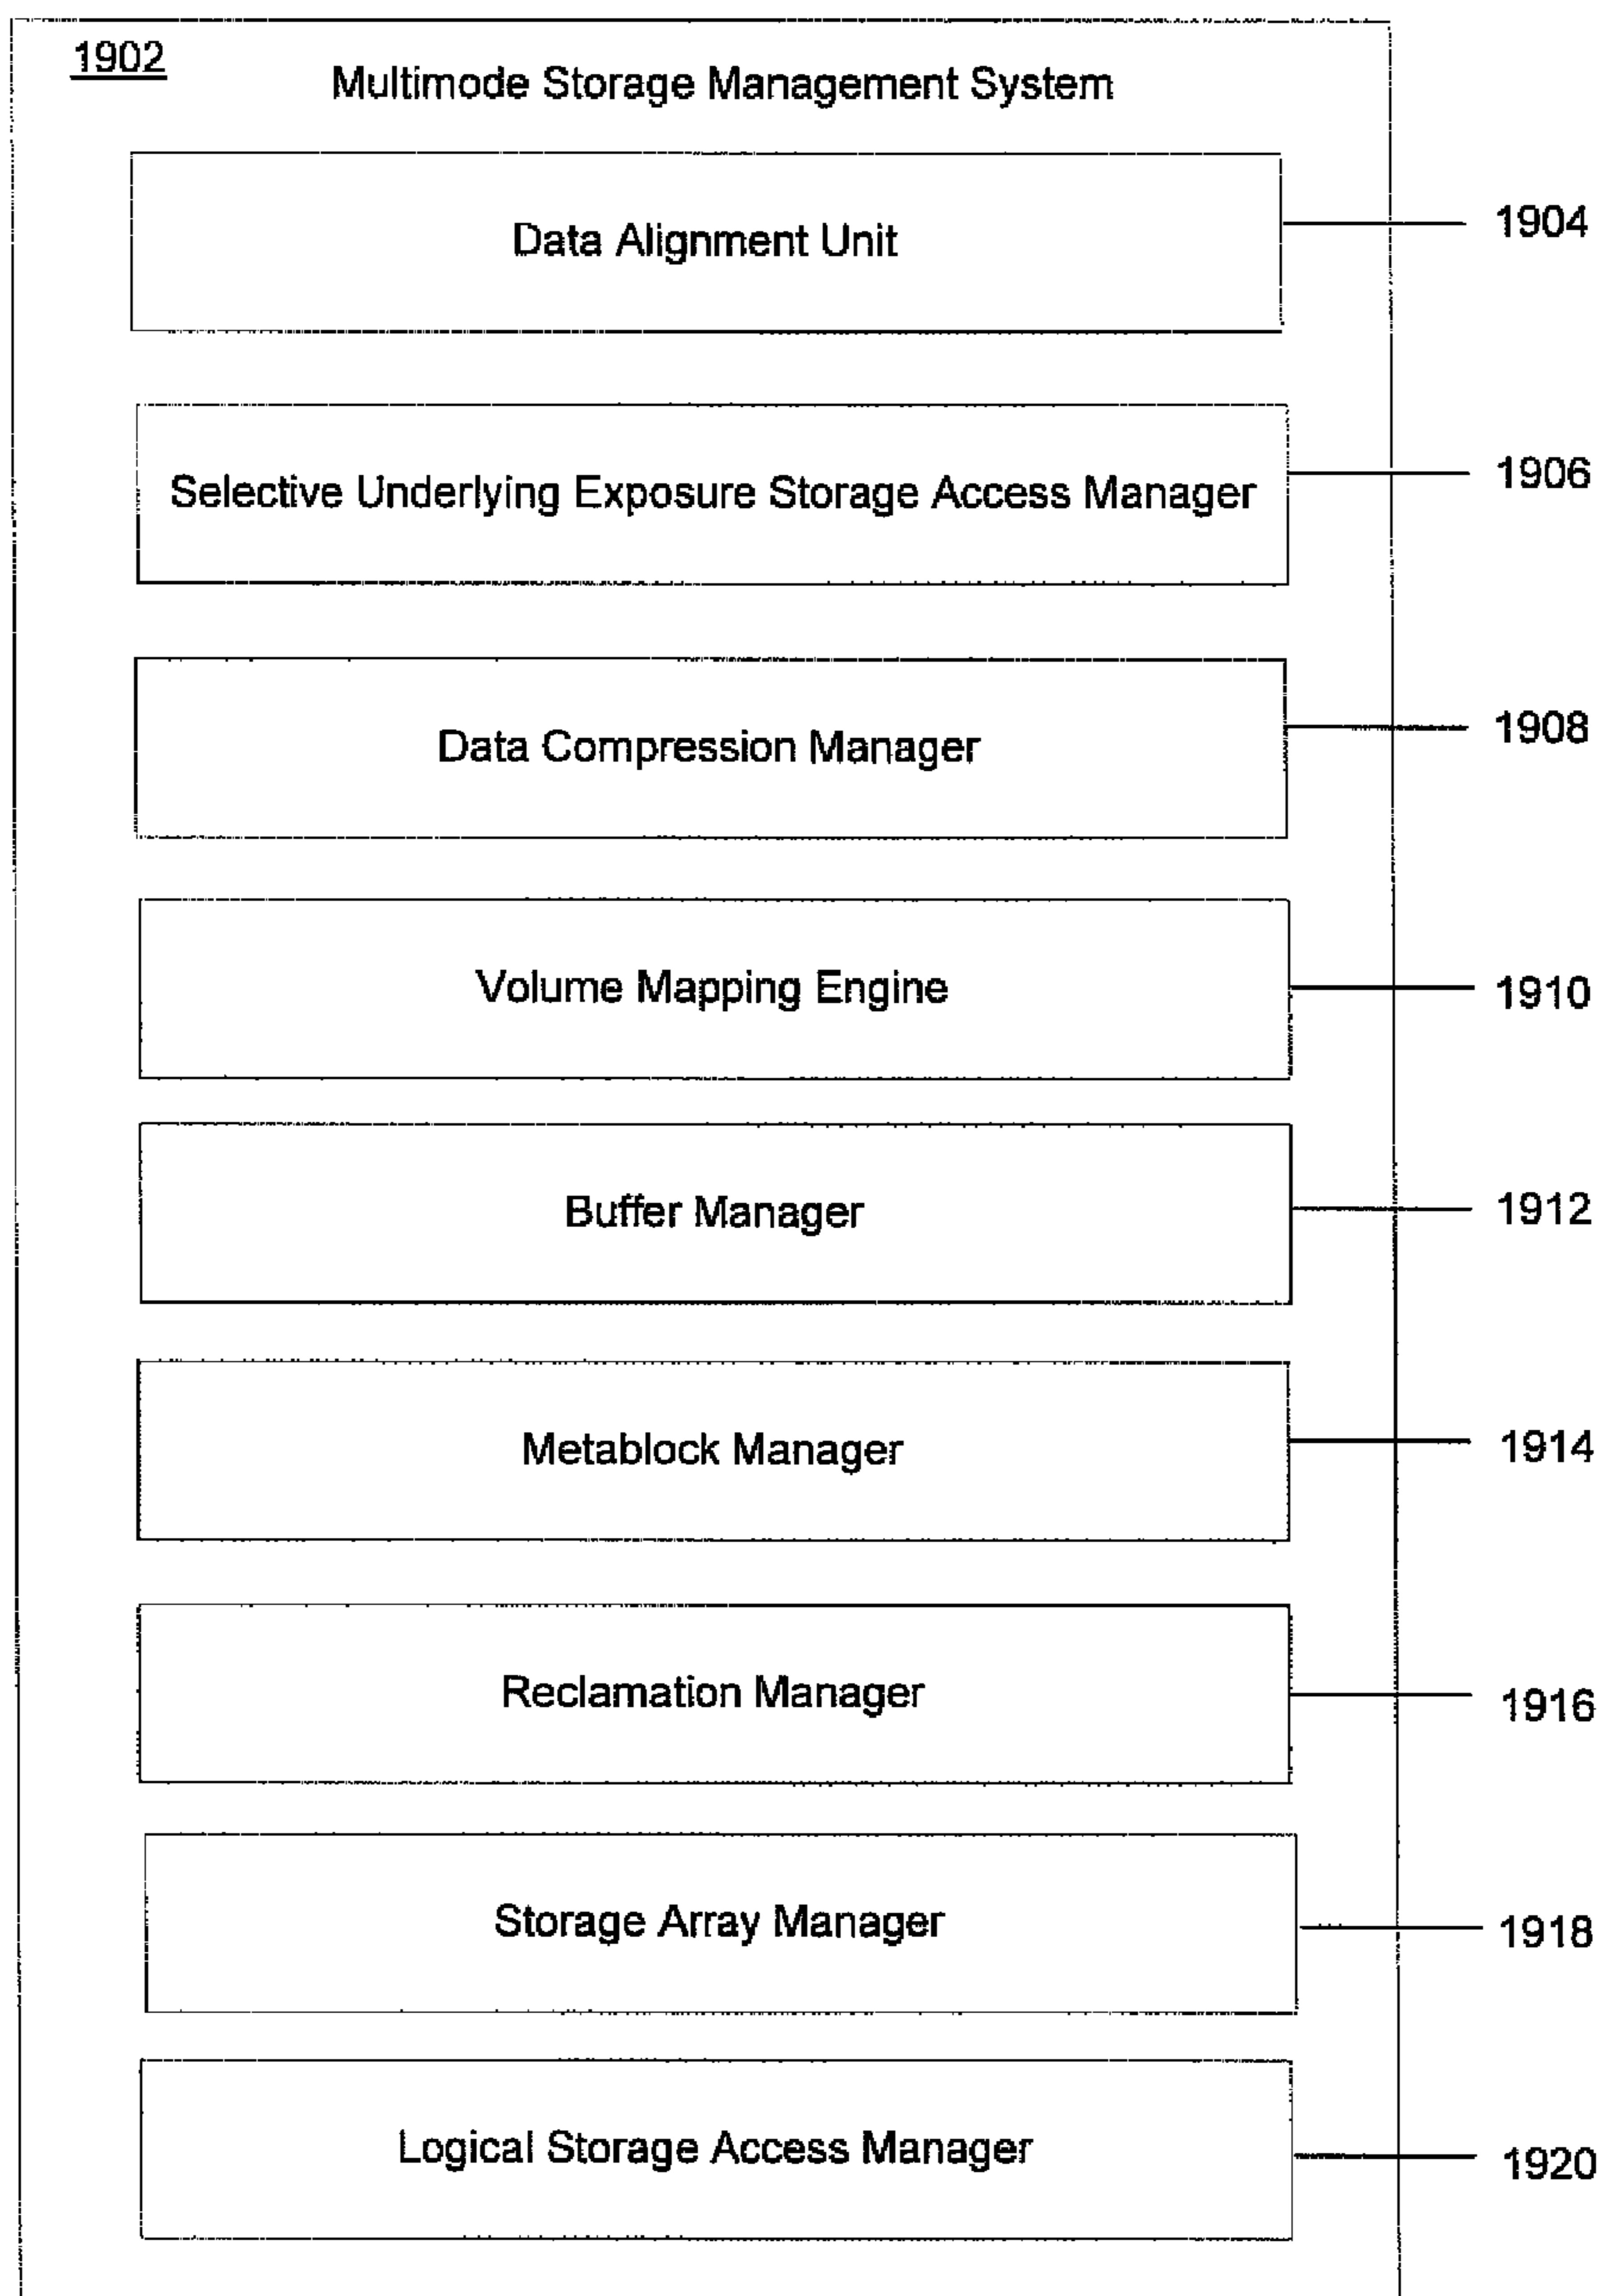 1902
Multimode Storage Management System
Data Alignment Unit
1904
Selective Underlying Exposure Storage Access Manager
1906
Data Compression Manager
1908
Volume Mapping Engine
1910
Buffer Manager
1912
Metablock Manager
1914
Reclamation Manager
1916
Storage Array Manager
1918
Logical Storage Access Manager
1920